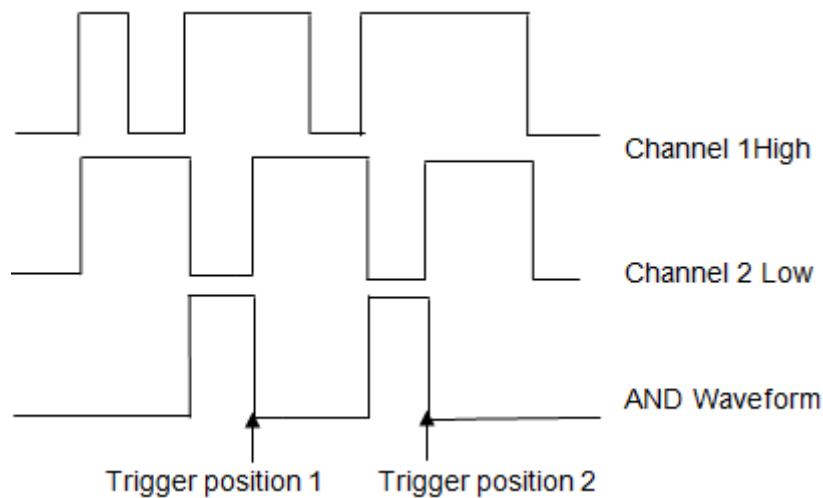 Channel 1High
Channel 2 Low
AND Waveform
Trigger position 1
Trigger position 2